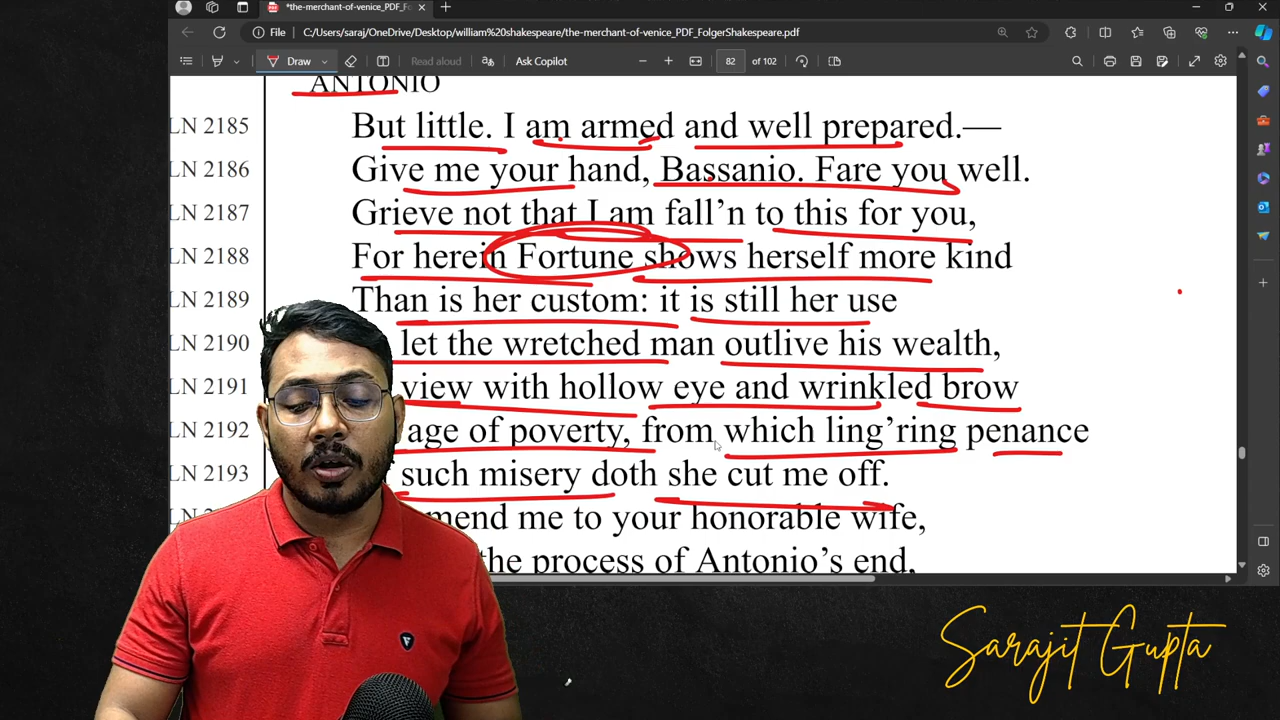 *the-merchant-of-venice_PDF_F
File C:/Users/saraj/OneDrive/Desktop/william%20shakespeare/the-merchant-of-venice_PDF_FolgerShakespeare.pdf
Draw Read aloud Ask Copilot 82 of 102
ANTONIO
LN 2185 But little. I am armed and well prepared.—
LN 2186 Give me your hand, Bassanio. Fare you well.
LN 2187 Grieve not that I am fall’n to this for you,
LN 2188 For herein Fortune shows herself more kind
LN 2189 Than is her custom: it is still her use
LN 2190 let the wretched man outlive his wealth,
LN 2191 view with hollow eye and wrinkled brow
LN 2192 age of poverty, from which ling’ring penance
LN 2193 such misery doth she cut me off.
mend me to your honorable wife,
the process of Antonio’s end,
Sarajit Gupta